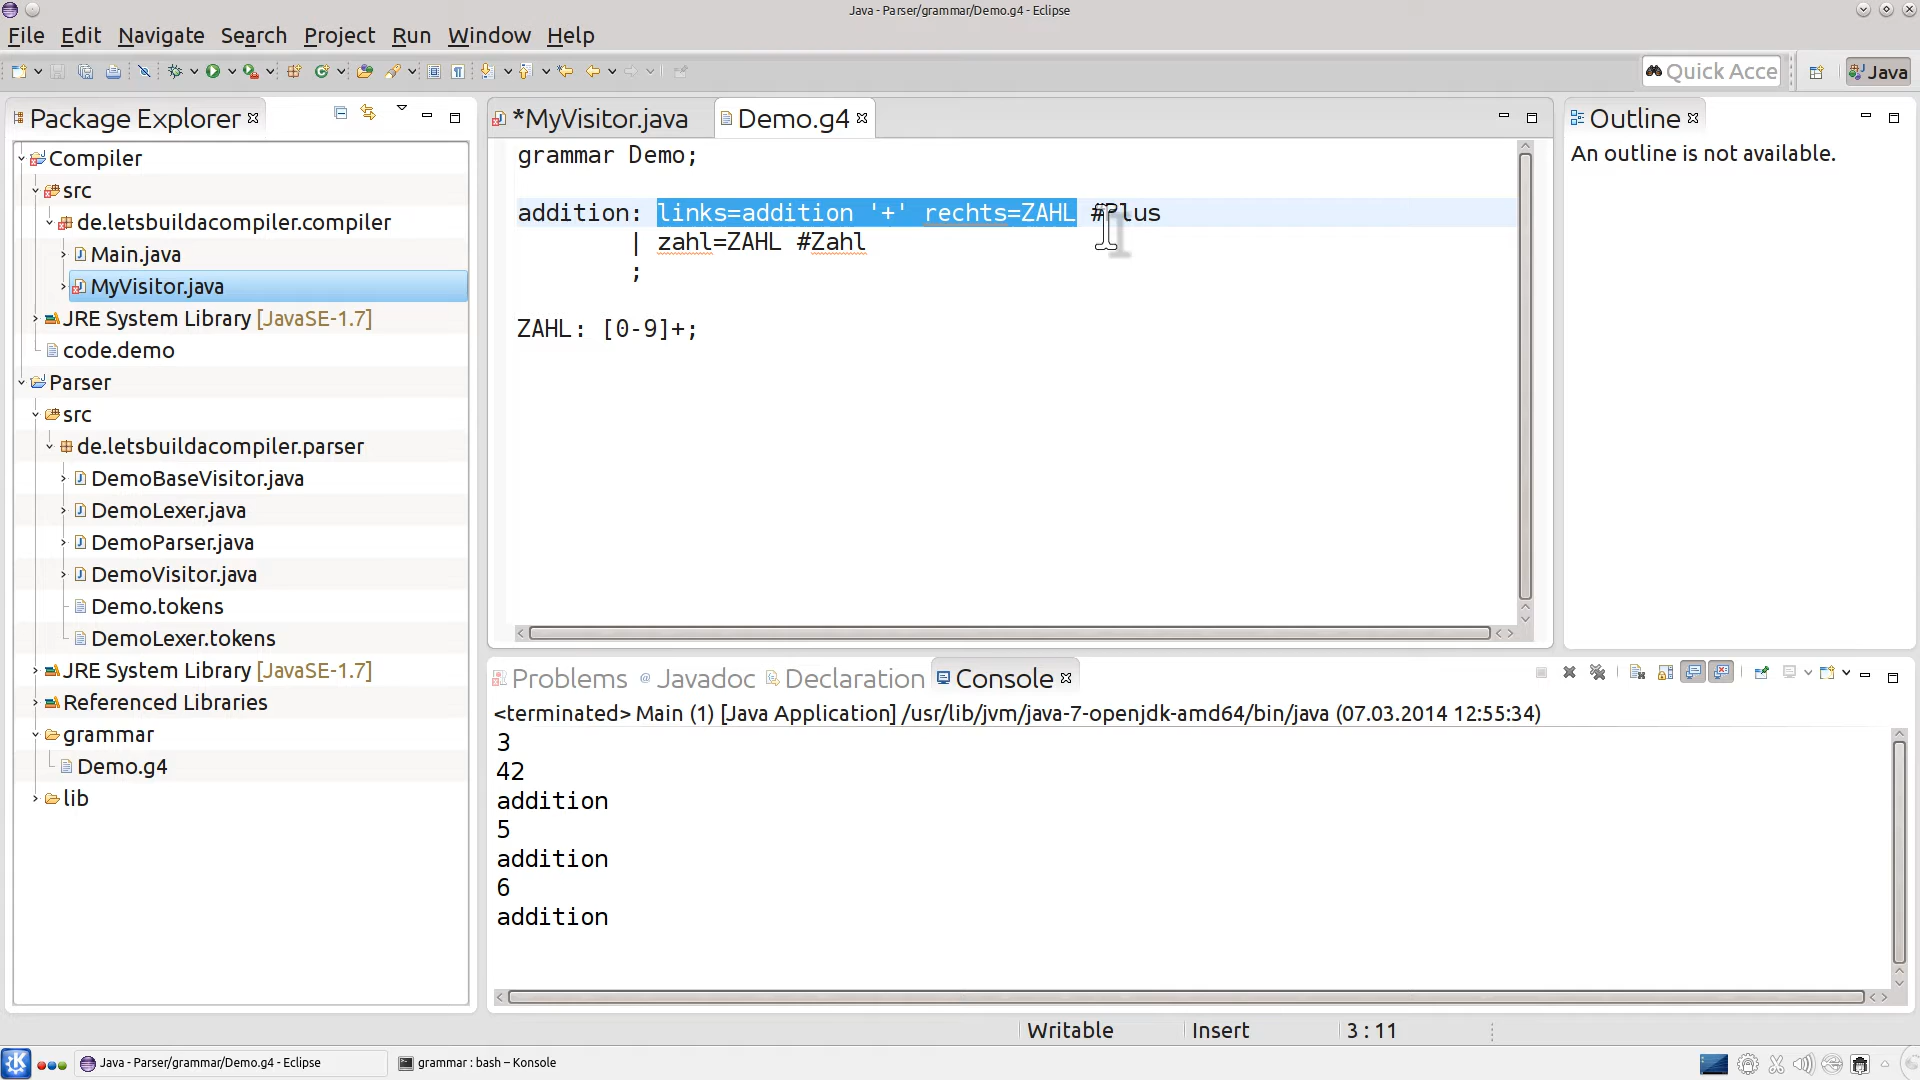 Java - Parser/grammar/Demo.g4 - Eclipse
File Edit Navigate Search Project Run Window Help
Quick Acce
Java
Package Explorer
Compiler
src
de.letsbuildacompiler.compiler
Main.java
MyVisitor.java
JRE System Library [JavaSE-1.7]
code.demo
Parser
src
de.letsbuildacompiler.parser
DemoBaseVisitor.java
DemoLexer.java
DemoParser.java
DemoVisitor.java
Demo.tokens
DemoLexer.tokens
JRE System Library [JavaSE-1.7]
Referenced Libraries
grammar
Demo.g4
lib
*MyVisitor.java Demo.g4
grammar Demo;
addition: links=addition '+' rechts=ZAHL #Plus
| zahl=ZAHL #Zahl
;
ZAHL: [0-9]+;
Outline
An outline is not available.
Problems @ Javadoc Declaration Console
<terminated> Main (1) [Java Application] /usr/lib/jvm/java-7-openjdk-amd64/bin/java (07.03.2014 12:55:34)
3
42
addition
5
addition
6
addition
Writable Insert 3 : 11
Java - Parser/grammar/Demo.g4 - Eclipse
grammar : bash – Konsole